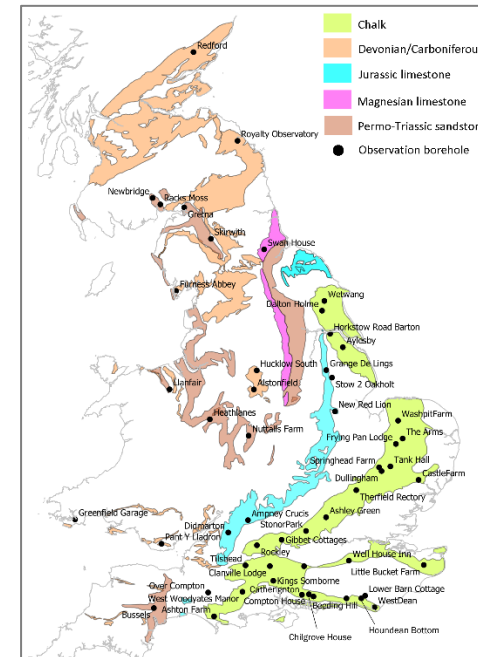 Chalk
Devonian/Carboniferou
Jurassic limestone
Magnesian limestone
Permo-Triassic sandston
Observation borehole
Redford
Royalty Observatory
Newbridge
Racks Moss
Gretna
Skirwith
Swan House
Furness Abbey
Wetwang
Dalton Holme
Horkstow Road Barton
Aylesby
Hucklow South
Grange De Lings
Llanfair
Alstonfield
Stow 2 Oakholt
New Red Lion
Heathlanes
WashpitFarm
Nuttalls Farm
Frying Pan Lodge
The Arms
Springhead Farm
Tank Hall
Dullingham
CastleFarm
Therfield Rectory
Greenfield Garage
Ampney Crucis
Ashley Green
Didmarton
StonorPark
Pant Y Lladron
Gibbet Cottages
Rockley
Tilshead
Well House Inn
Clanville Lodge
Little Bucket Farm
Over Compton
Kings Somborne
West Woodyates Manor
Catherington
Lower Barn Cottage
Ashton Farm
Compton House
WestDean
Bussels
Beeding Hill
Houndean Bottom
Chilgrove House